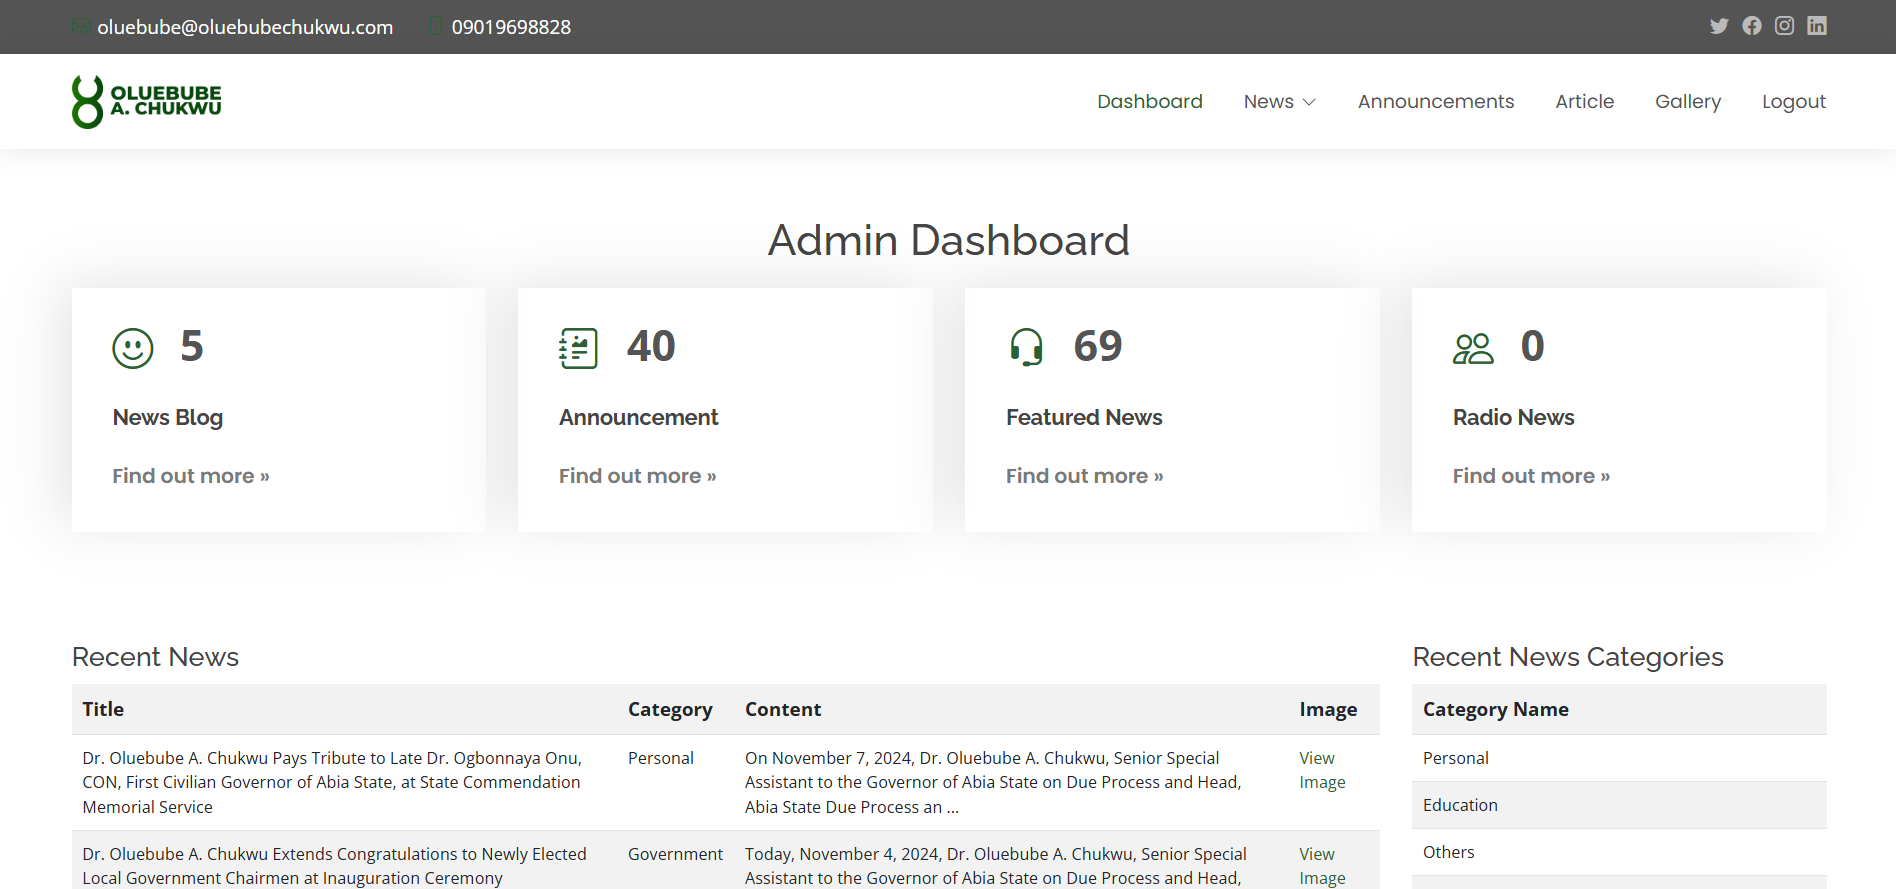 oluebube@oluebubechukwu.com 09019698828
OLUEBUBE
A. CHUKWU
Dashboard News Announcements Article Gallery Logout
Admin Dashboard
5
News Blog
Find out more »
40
Announcement
Find out more »
69
Featured News
Find out more »
0
Radio News
Find out more »
Recent News
Title Category Content Image
Dr. Oluebube A. Chukwu Pays Tribute to Late Dr. Ogbonnaya Onu,
CON, First Civilian Governor of Abia State, at State Commendation
Memorial Service
Personal
On November 7, 2024, Dr. Oluebube A. Chukwu, Senior Special
Assistant to the Governor of Abia State on Due Process and Head,
Abia State Due Process an ...
View
Image
Dr. Oluebube A. Chukwu Extends Congratulations to Newly Elected
Local Government Chairmen at Inauguration Ceremony
Government
Today, November 4, 2024, Dr. Oluebube A. Chukwu, Senior Special
Assistant to the Governor of Abia State on Due Process and Head,
View
Image
Recent News Categories
Category Name
Personal
Education
Others